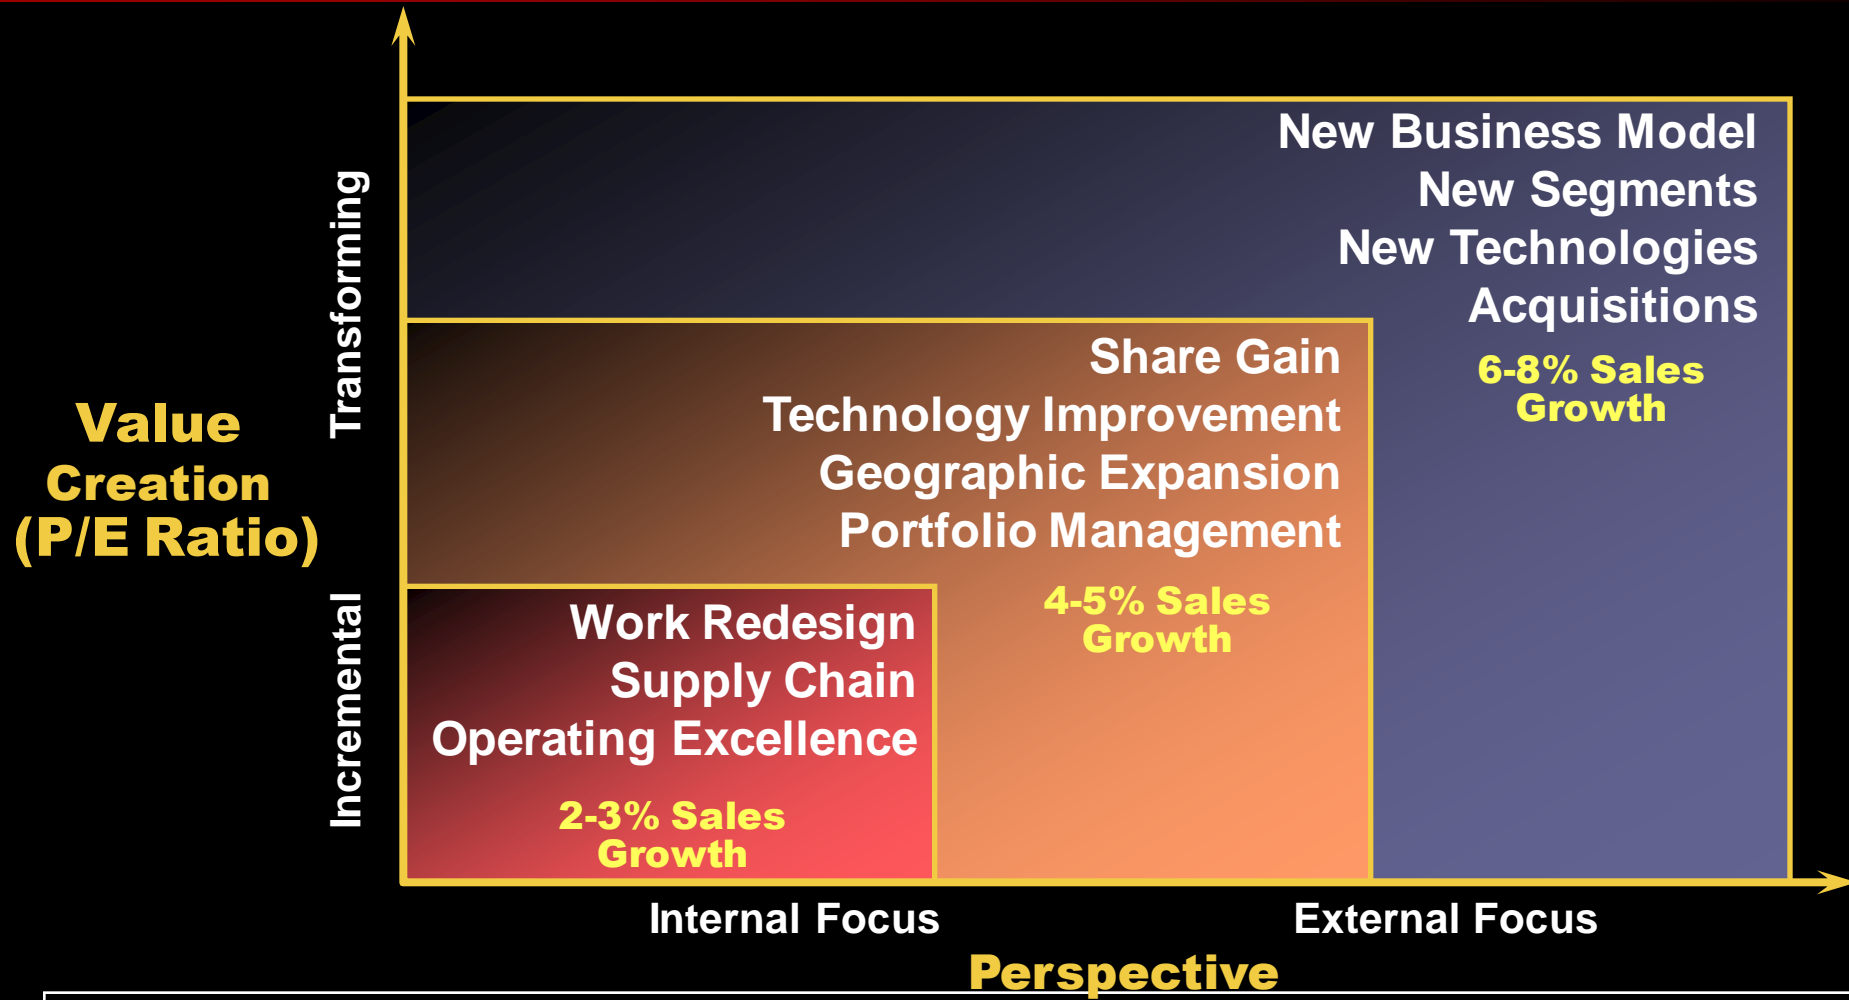 New Business Model
New Segments
New Technologies
Acquisitions
6-8% Sales
Growth
Transforming
Share Gain
Technology Improvement
Geographic Expansion
Portfolio Management
4-5% Sales
Growth
Value
Creation
(P/E Ratio)
Incremental
Work Redesign
Supply Chain
Operating Excellence
2-3% Sales
Growth
Internal Focus
External Focus
Perspective